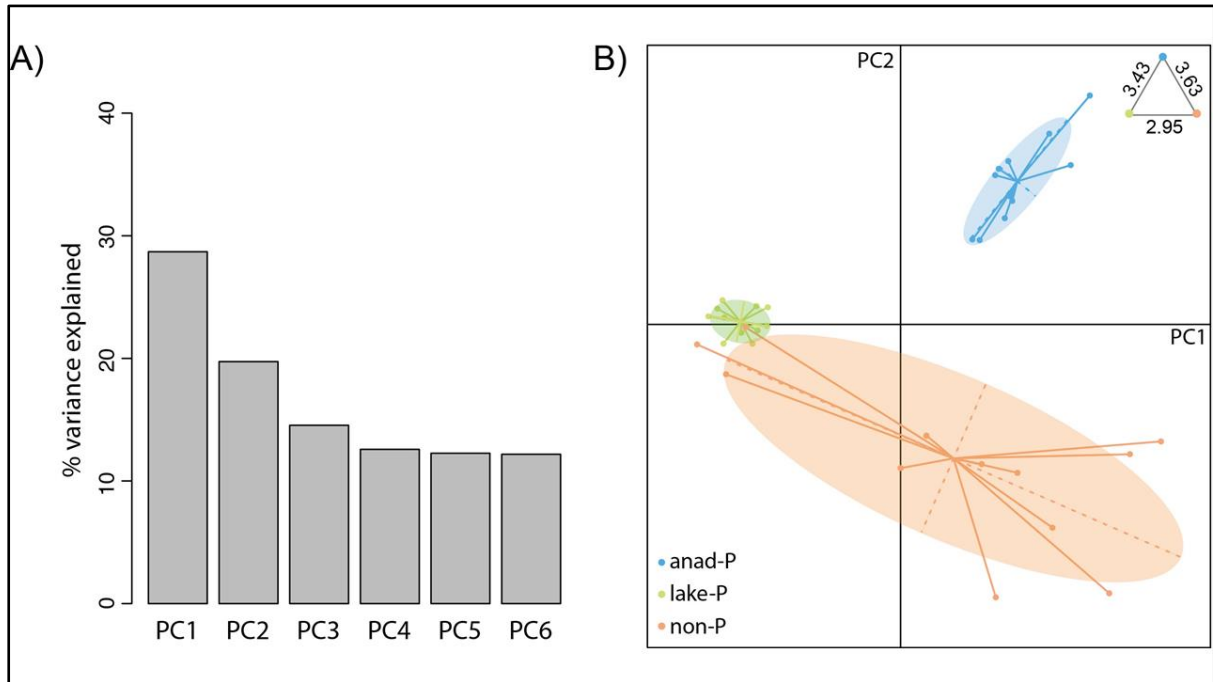 A)
% variance explained
40
30
20
10
0
PC1 PC2 PC3 PC4 PC5 PC6
B)
PC2
PC1
3.43
3.63
2.95
anad-P
lake-P
non-P